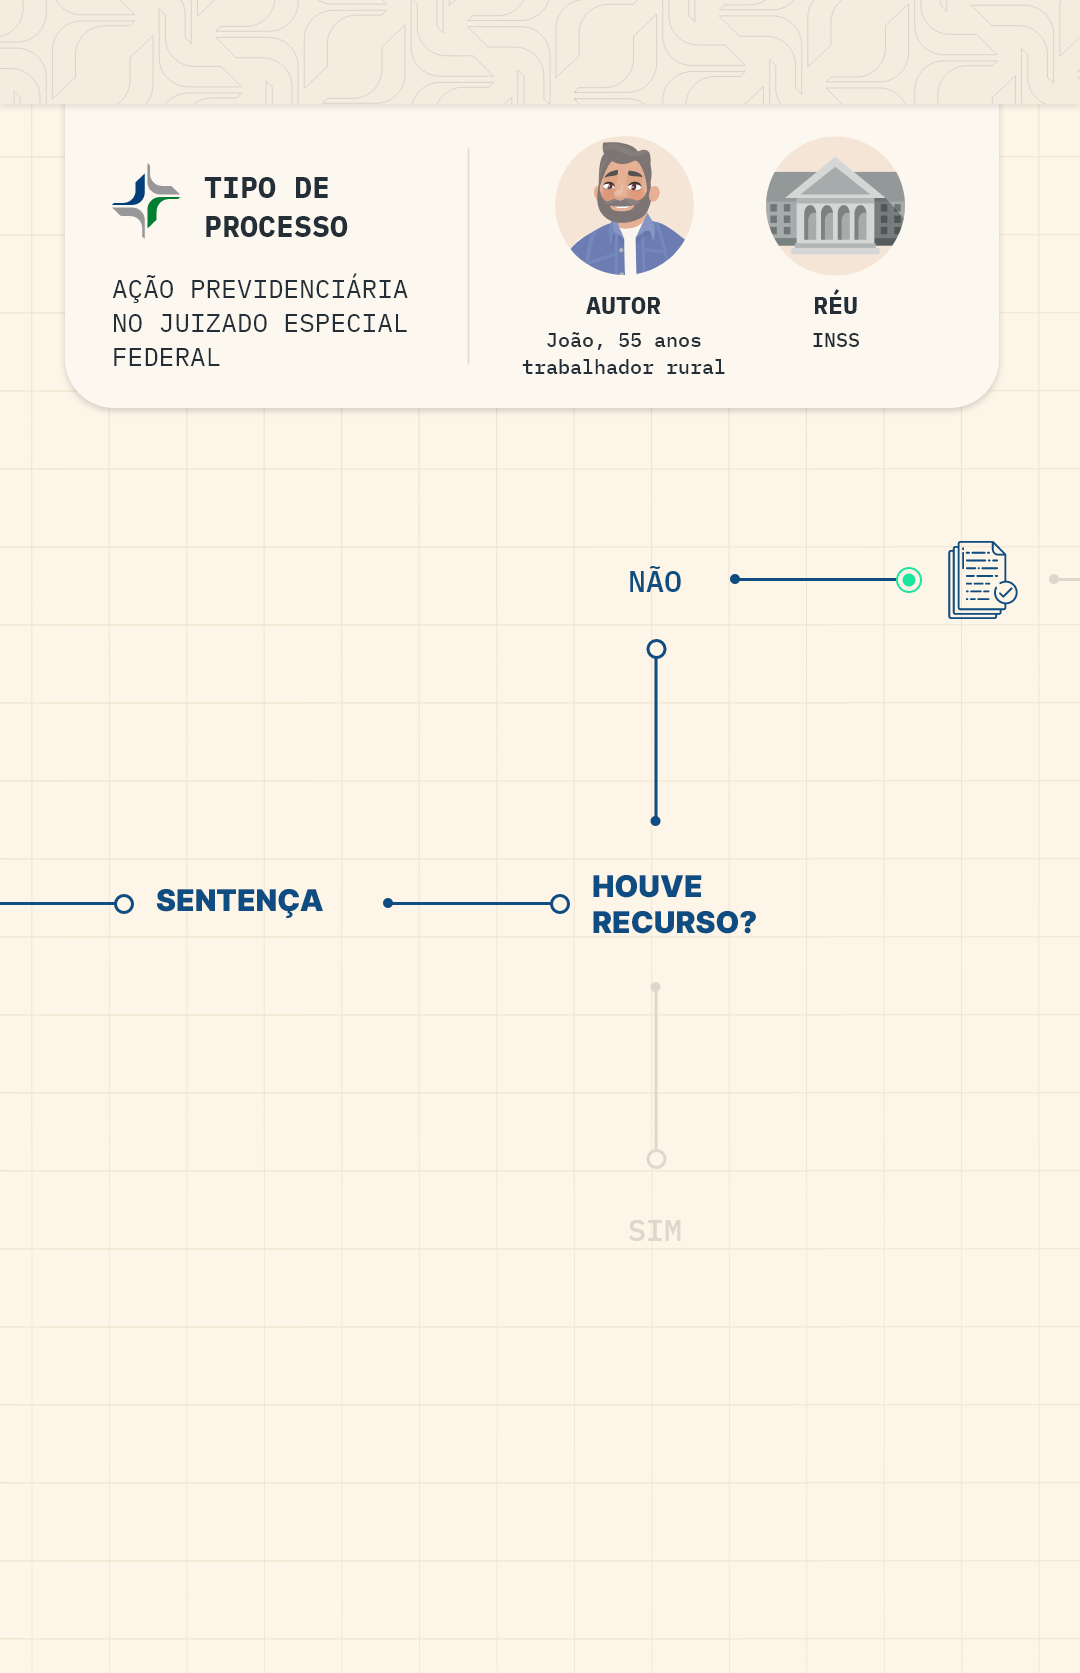 TIPO DE
PROCESSO
AÇÃO PREVIDENCIÁRIA
NO JUIZADO ESPECIAL
FEDERAL
AUTOR
João, 55 anos
trabalhador rural
RÉU
INSS
NÃO
SENTENÇA
HOUVE
RECURSO?
SIM